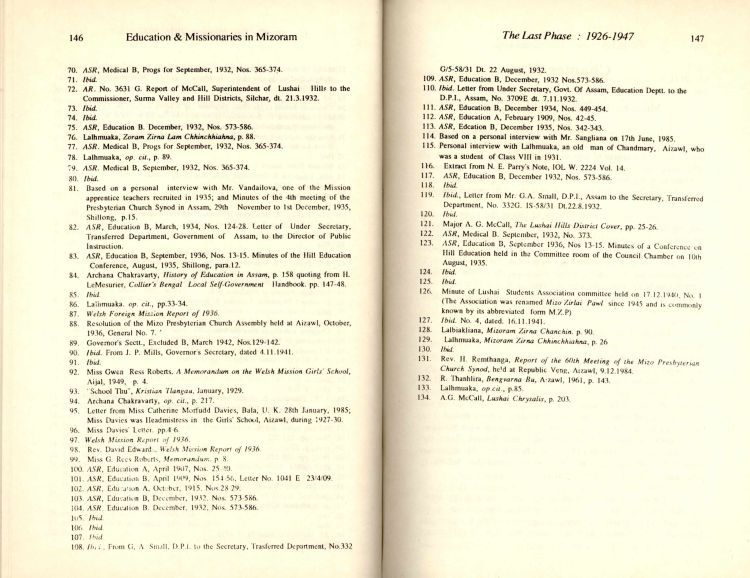 146 Education & Missionaries in Mizoram
70. ASR, Medical B, Progs for September, 1932, Nos. 365-374.
71. Ibid.
72. AR. No. 3631 G. Report of McCall, Superintendent of Lushai Hills to the
Commissioner, Surma Valley and Hill Districts, Silchar, dt. 21.3.1932.
73. Ibid.
74. Ibid.
75. ASR, Education B. December, 1932, Nos. 573-586.
76. Lalhmuaka, Zoram Zirna Lam Chhinchhiahna, p. 88.
77. ASR. Medical B. Progs for September, 1932, Nos. 365-374.
78. Lalhmuaka, op. cit., p. 89.
79. ASR. Medical B, September, 1932, Nos. 365-374.
80. Ibid.
81. Based on a personal interview with Mr. Vandailova, one of the Mission
apprentice teachers recruited in 1935; and Minutes of the 4th meeting of the
Presbyterian Church Synod in Assam, 29th November to 1st December, 1935,
Shillong, p.15.
82. ASR, Education B, March, 1934, Nos. 124-28. Letter of Under Secretary,
Transferred Department, Government of Assam, to the Director of Public
Instruction.
83. ASR, Education B, September, 1936, Nos. 13-15. Minutes of the Hill Education
Conference, August, 1935, Shillong, para.12.
84. Archana Chakravarty, History of Education in Assam, p. 158 quoting from H.
LeMesurier, Collier's Bengal Local Self-Government Handbook. pp. 147-48.
85. Ibid.
86. Lalhmuaka. op. cit., pp.33-34.
87. Welsh Foreign Mission Report of 1936.
88. Resolution of the Mizo Presbyterian Church Assembly held at Aizawl, October,
1936, General No. 7.
89. Governor's Sectt., Excluded B, March 1942, Nos.129-142.
90. Ibid. From J. P. Mills, Governor's Secretary, dated 4.11.1941.
91. Ibid.
92. Miss Gwen Rees Roberts, A Memorandum on the Welsh Mission Girls' School,
Aijal, 1949, p. 4.
93. "School Thu", Kristian Tlangau, January, 1929.
94. Archana Chakravarty, op. cit., p. 217.
95. Letter from Miss Catherine Morfudd Davies, Bala, U. K. 28th January, 1985;
Miss Davies was Headmistress in the Girls' School, Aizawl, during 1927-30.
96. Miss Davies' Letter. pp.4-6.
97. Welsh Mission Report of 1936.
98. Rev. David Edward., Welsh Mission Report of 1936.
99. Miss G. Rees Roberts, Memorandum. p. 8.
100. ASR, Education A, April 1907, Nos. 25-
101. ASR, Education B, April 1909, Nos. 154-56, Letter No. 1041 E 23/4/09.
102. ASR, Education A. October, 1915, Nos.28-29.
103. ASR, Education B, December, 1932. Nos. 573-586.
104. ASR. Education B. December, 1932. Nos. 573-586.
105. Ibid.
106. Ibid.
107. Ibid
108. Ibid., From G. A. Small, D.P.I. to the Secretary, Trasferred Department, No.332
The Last Phase : 1926-1947 147
G/5-58/31 Dt. 22 August, 1932.
109. ASR, Education B, December, 1932 Nos.573-586.
110. Ibid. Letter from Under Secretary, Govt. Of Assam, Education Deptt. to the
D.P.I., Assam, No. 3709E dt. 7.11.1932.
111. ASR, Education B, December 1934, Nos. 449-454.
112. ASR, Education A, February 1909, Nos. 42-45.
113. ASR, Edcation B, December 1935, Nos. 342-343.
114. Based on a personal interview with Mr. Sangliana on 17th June, 1985.
115. Personal interview with Lalhmuaka, an old man of Chandmary, Aizawl, who
was a student of Class VIII in 1931.
116. Extract from N. E. Parry's Note, IOL W. 2224 Vol. 14.
117. ASR, Education B, December, 1932 Nos. 573-586.
118. Ibid.
119. Ibid., Letter from Mr. G.A. Small, D.P.I., Assam to the Secretary, Transferred
Department, No. 332G. IS-58/31 Dt.22.8.1932.
120. Ibid.
121. Major A. G. McCall, The Lushai Hills District Cover, pp. 25-26.
122. ASR, Medical B. September, 1932, No. 373.
123. ASR, Education B, September 1936, Nos 13-15. Minutes of a Conference on
Hill Education held in the Committee room of the Council Chamber on 10th
August, 1935.
124. Ibid.
125. Ibid.
126. Minute of Lushai Students Association committee held on 17.12.1940, No. 1
(The Association was renamed Mizo Zirlai Pawl since 1945 and is commonly
known by its abbreviated form M.Z.P)
127. Ibid. No. 4, dated. 16.11.1941.
128. Lalbiakliana, Mizoram Zirna Chanchin. p. 90.
129. Lalhmuaka, Mizoram Zirna Chhinchhiahna, p. 26
130. Ibid.
131. Rev. H. Remthanga, Report of the 60th Meeting of the Mizo Presbyterian
Church Synod, held at Republic Veng, Aizawl, 9.12.1984.
132. R. Thanhlira, Bengvarna Bu, Aizawl, 1961, p. 143.
133. Lalhmuaka, op.cit., p.85.
134. A.G. McCall, Lushai Chrysalis, p. 203.